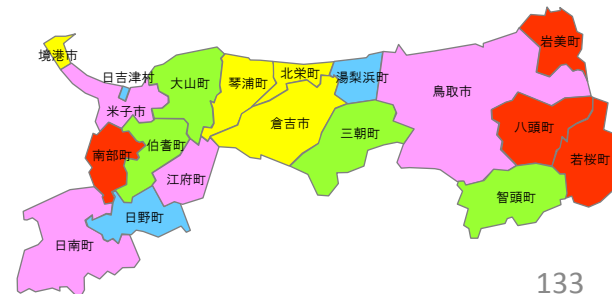 境港市
日吉津村
米子市
大山町
琴浦町
北栄町
湯梨浜町
鳥取市
岩美町
南部町
伯耆町
倉吉市
三朝町
八頭町
若桜町
江府町
智頭町
日野町
日南町
133